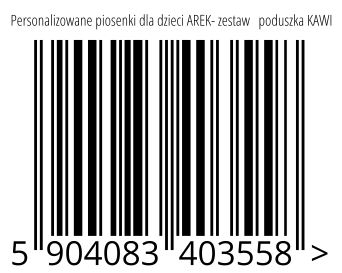 Personalizowane piosenki dla dzieci AREK- zestaw  poduszka KAWI
5 904083 403558 >